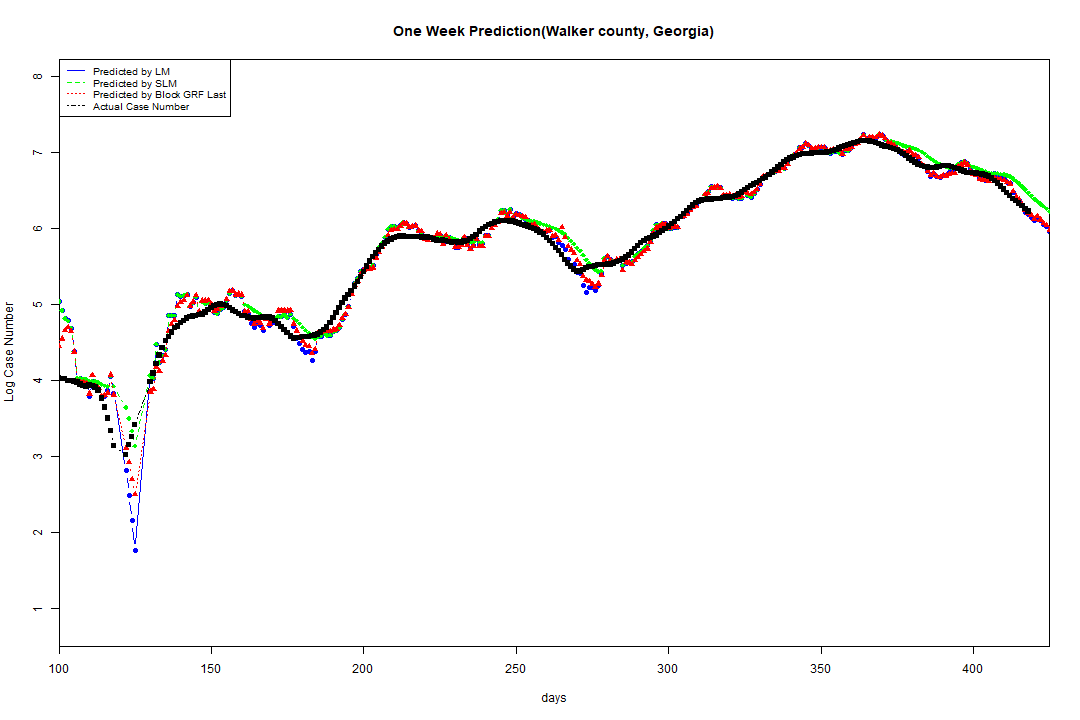 One Week Prediction(Walker county, Georgia)
Predicted by LM
Predicted by SLM
Predicted by Block GRF Last
Actual Case Number
8
7
6
5
4
3
2
1
Log Case Number
100 150 200 250 300 350 400
days